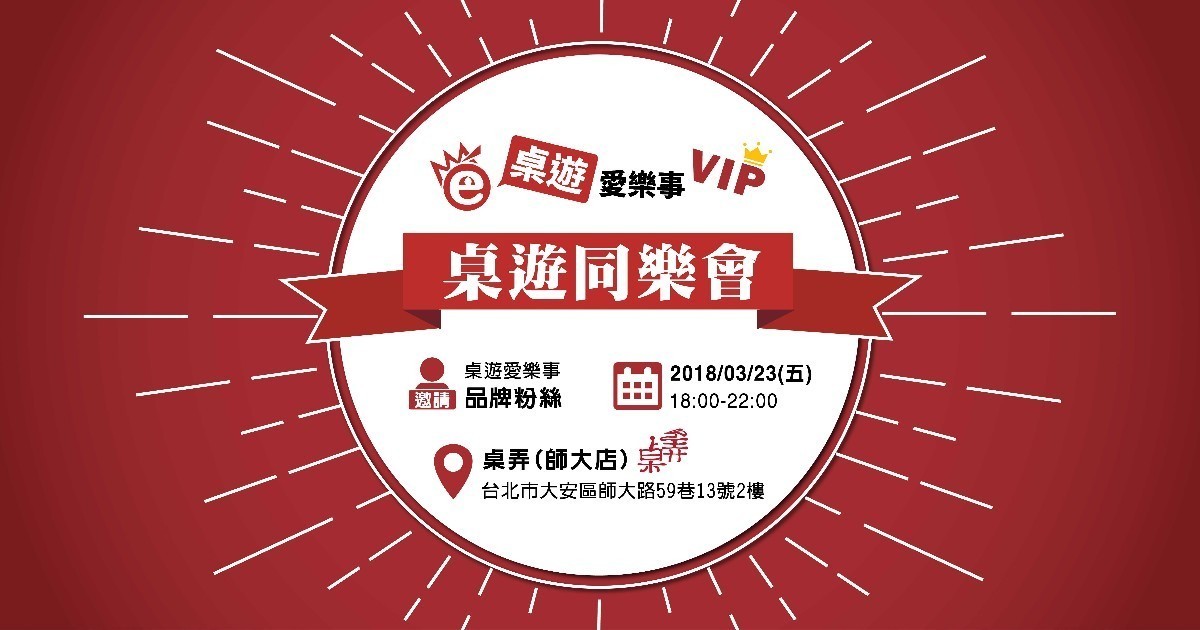 e 桌遊 愛樂事 VIP
桌遊同樂會
邀請 桌遊愛樂事
品牌粉絲
2018/03/23(五)
18:00-22:00
桌弄(師大店) 桌弄
台北市大安區師大路59巷13號2樓